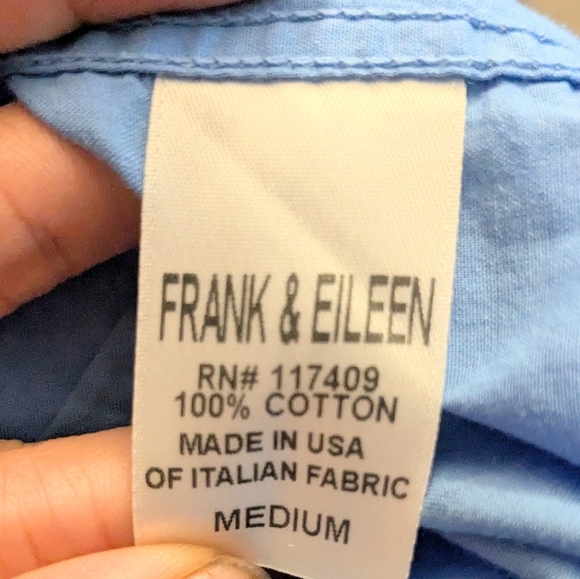 FRANK & EILEEN
RN# 117409
100% COTTON
MADE IN USA
OF ITALIAN FABRIC
MEDIUM